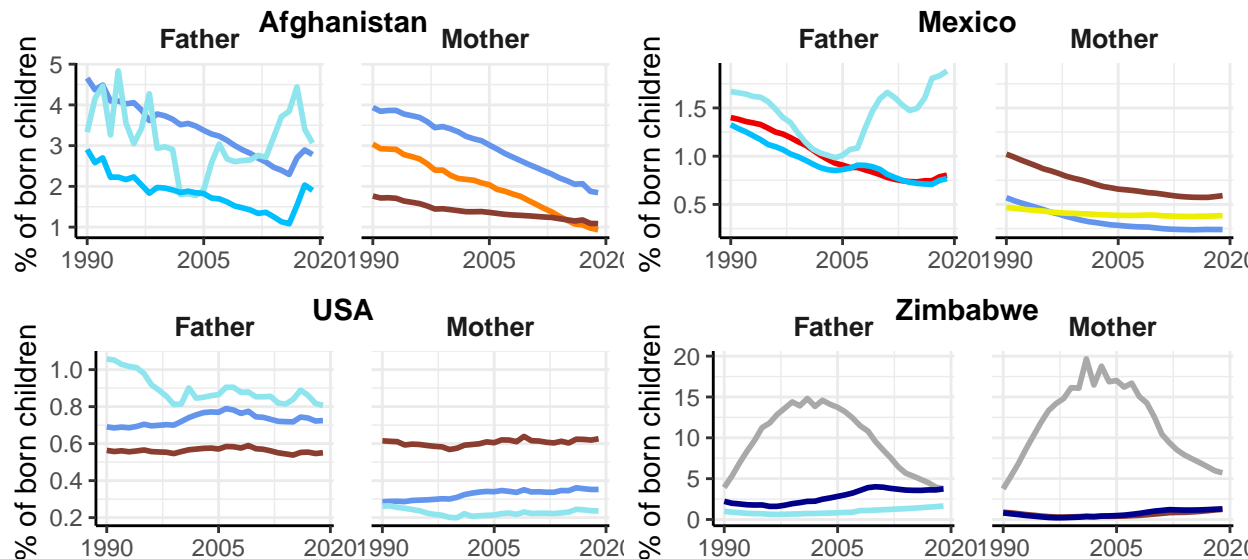 Afghanistan
Father
Mother
% of born children
5
4
3
2
1
1990
2005
2020
1990
2005
2020
Mexico
Father
Mother
% of born children
1.5
1.0
0.5
1990
2005
2020
1990
2005
2020
USA
Father
Mother
% of born children
1.0
0.8
0.6
0.4
0.2
1990
2005
2020
1990
2005
2020
Zimbabwe
Father
Mother
% of born children
20
15
10
5
0
1990
2005
2020
1990
2005
2020